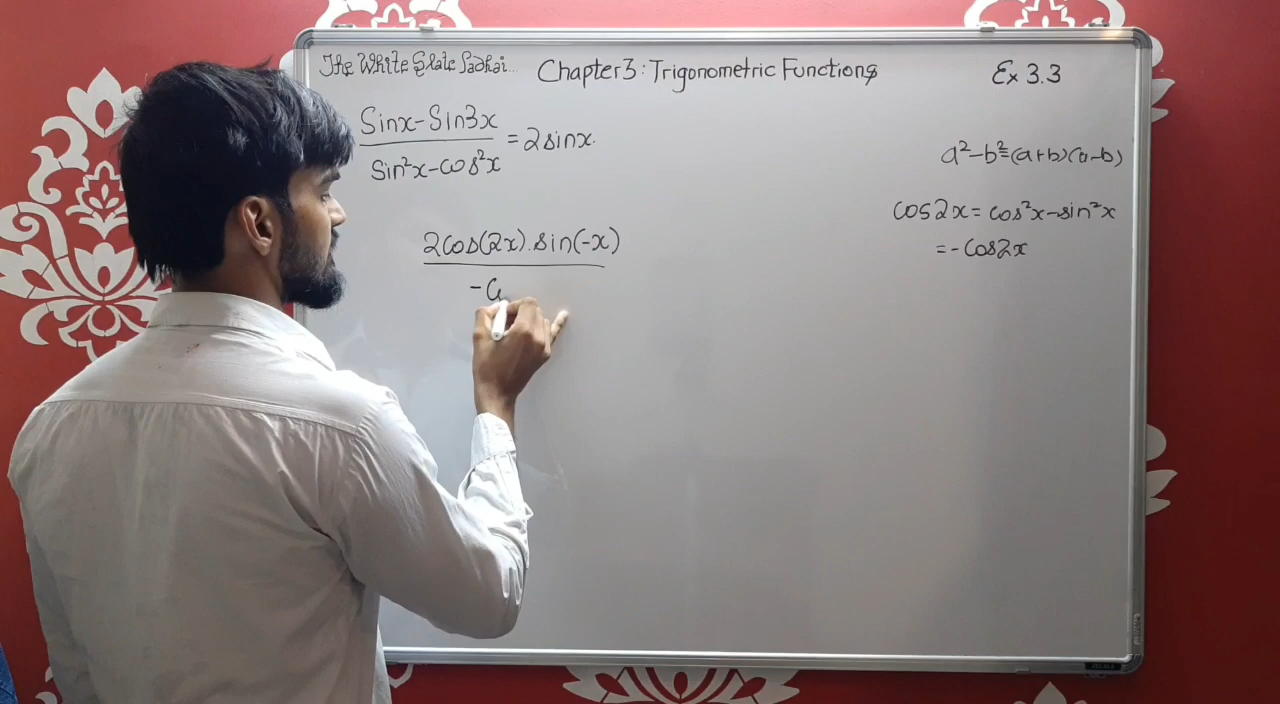 The White Slate Padhai...
Chapter 3: Trigonometric Functions
Ex 3.3
Sinx-Sin3x
Sin²x-cos²x
= 2sinx.
a²-b²=(a+b)(a-b)
cos2x = cos²x-sin²x
= -cos2x
2cos(2x).sin(-x)
-C